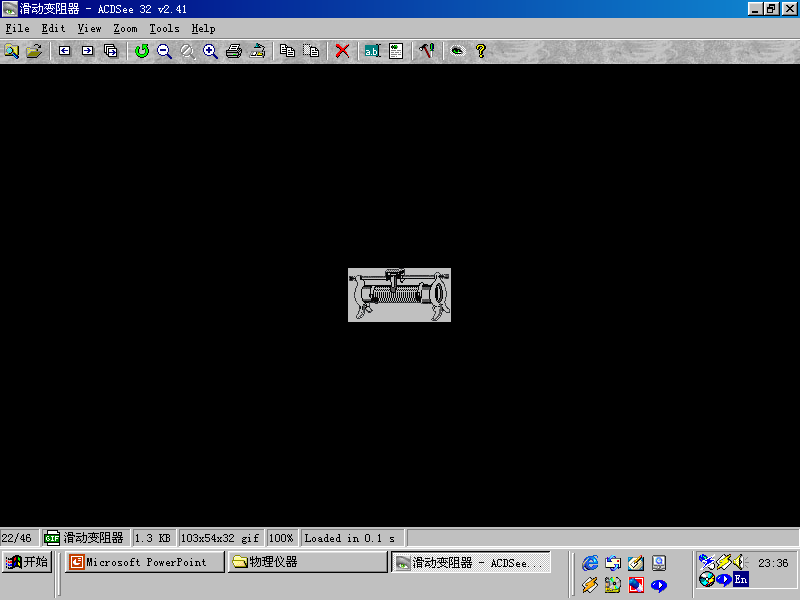 滑动变阻器 - ACDSee 32 v2.41
File Edit View Zoom Tools Help
22/46 GIF 滑动变阻器 1.3 KB 103x54x32 gif 100% Loaded in 0.1 s
开始 Microsoft PowerPoint 物理仪器 滑动变阻器 - ACDSee... 23:36
En